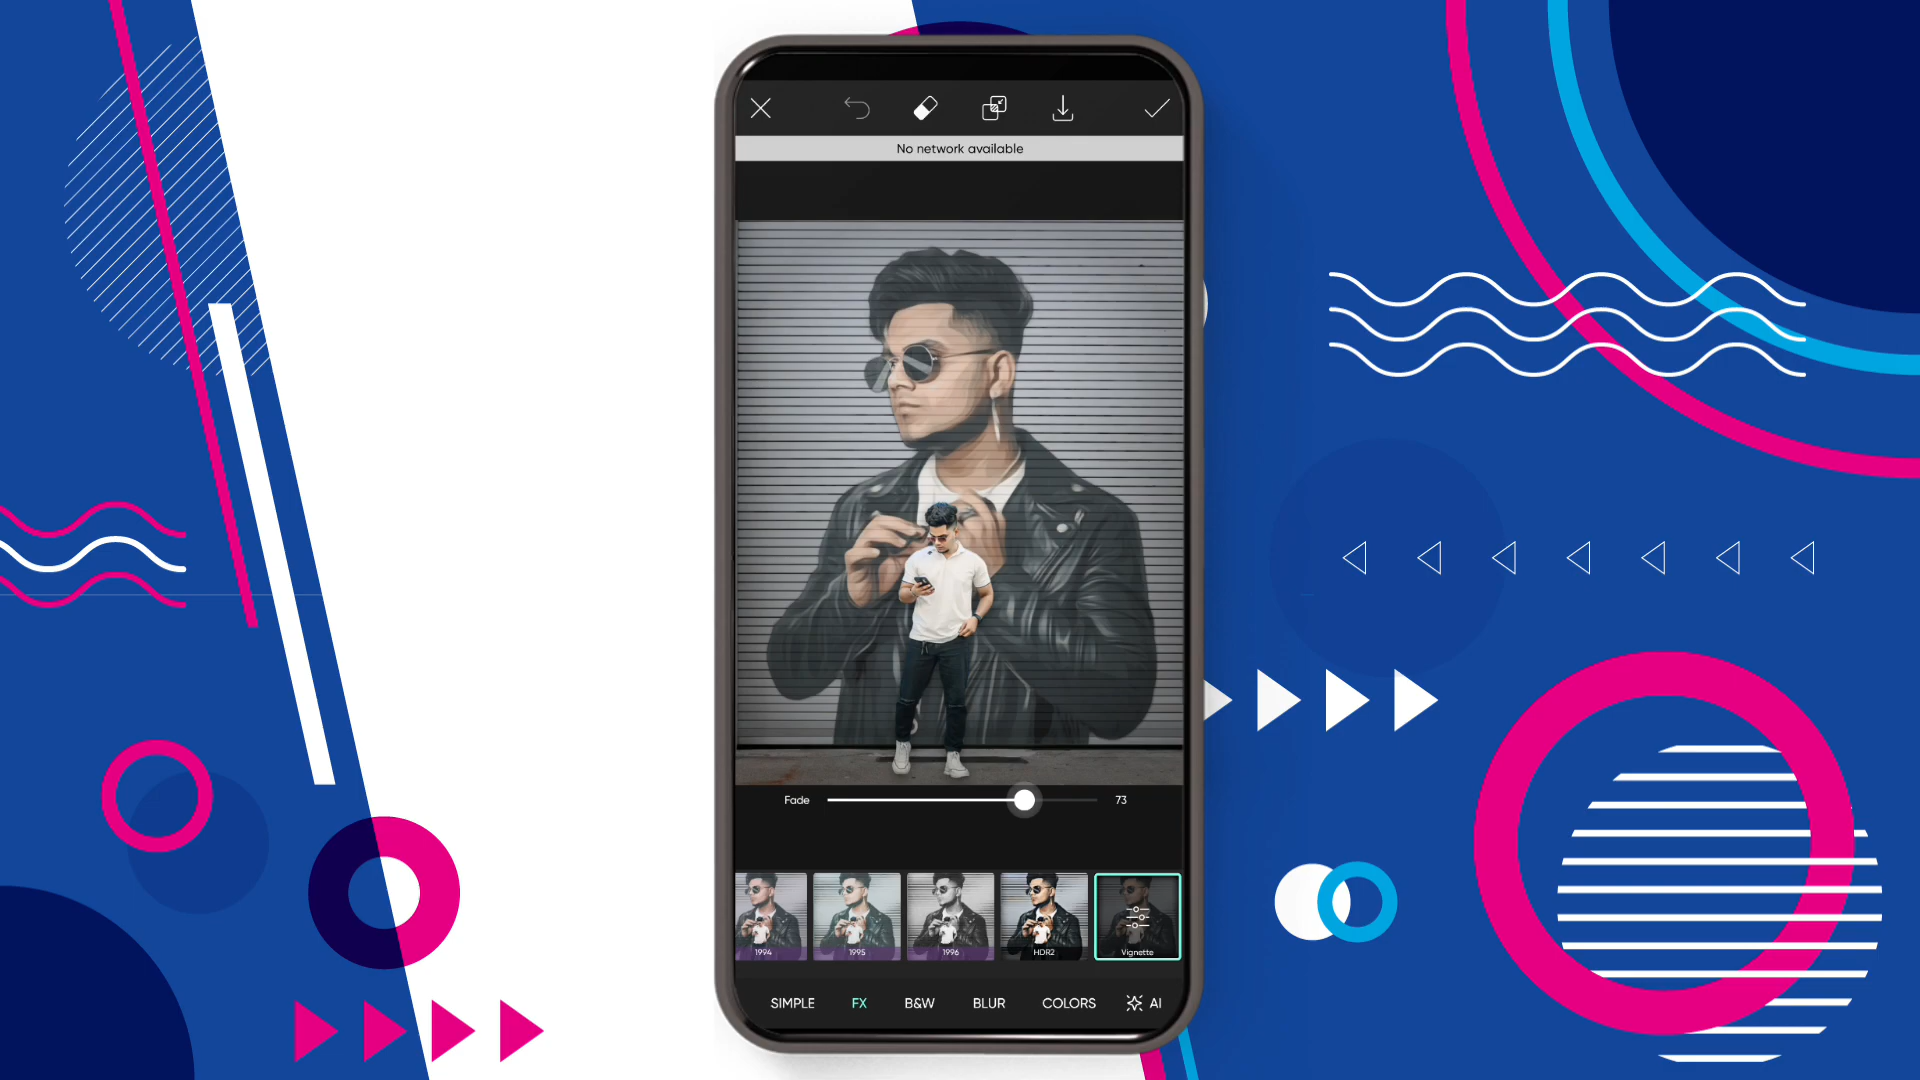 No network available
Fade 73
1994 1995 1996 HDR2 Vignette
SIMPLE FX B&W BLUR COLORS AI